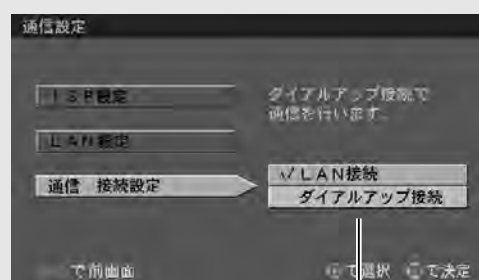 通信設定
ISP設定
LAN設定
通信 接続設定
ダイアルアップ接続で
通信を行います。
√LAN接続
ダイアルアップ接続
で前画面
で選択
で決定